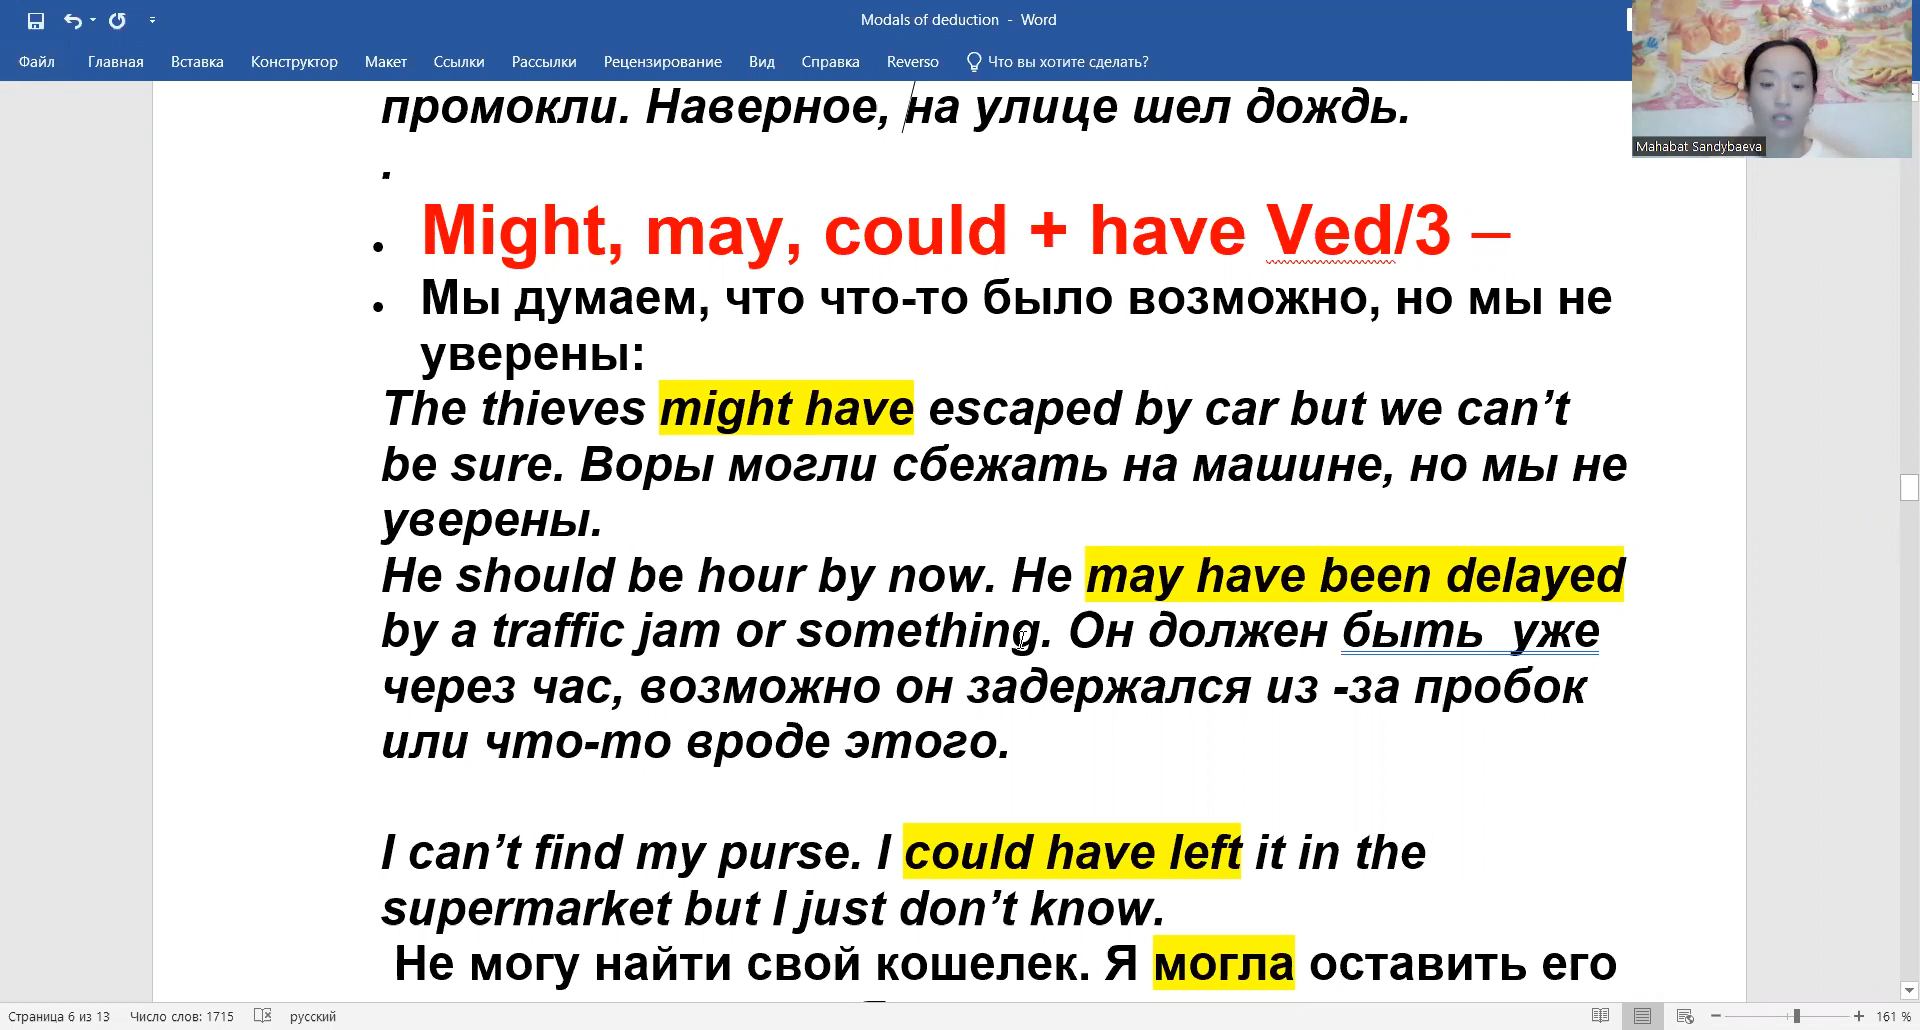 Modals of deduction - Word
Файл Главная Вставка Конструктор Макет Ссылки Рассылки Рецензирование Вид Справка Reverso Что вы хотите сделать?
Mahabat Sandybaeva
промокли. Наверное, на улице шел дождь.
.
• Might, may, could + have Ved/3 –
• Мы думаем, что что-то было возможно, но мы не
уверены:
The thieves might have escaped by car but we can’t
be sure. Воры могли сбежать на машине, но мы не
уверены.
He should be hour by now. He may have been delayed
by a traffic jam or something. Он должен быть уже
через час, возможно он задержался из -за пробок
или что-то вроде этого.
I can’t find my purse. I could have left it in the
supermarket but I just don’t know.
Не могу найти свой кошелек. Я могла оставить его
Страница 6 из 13 Число слов: 1715 русский 161 %